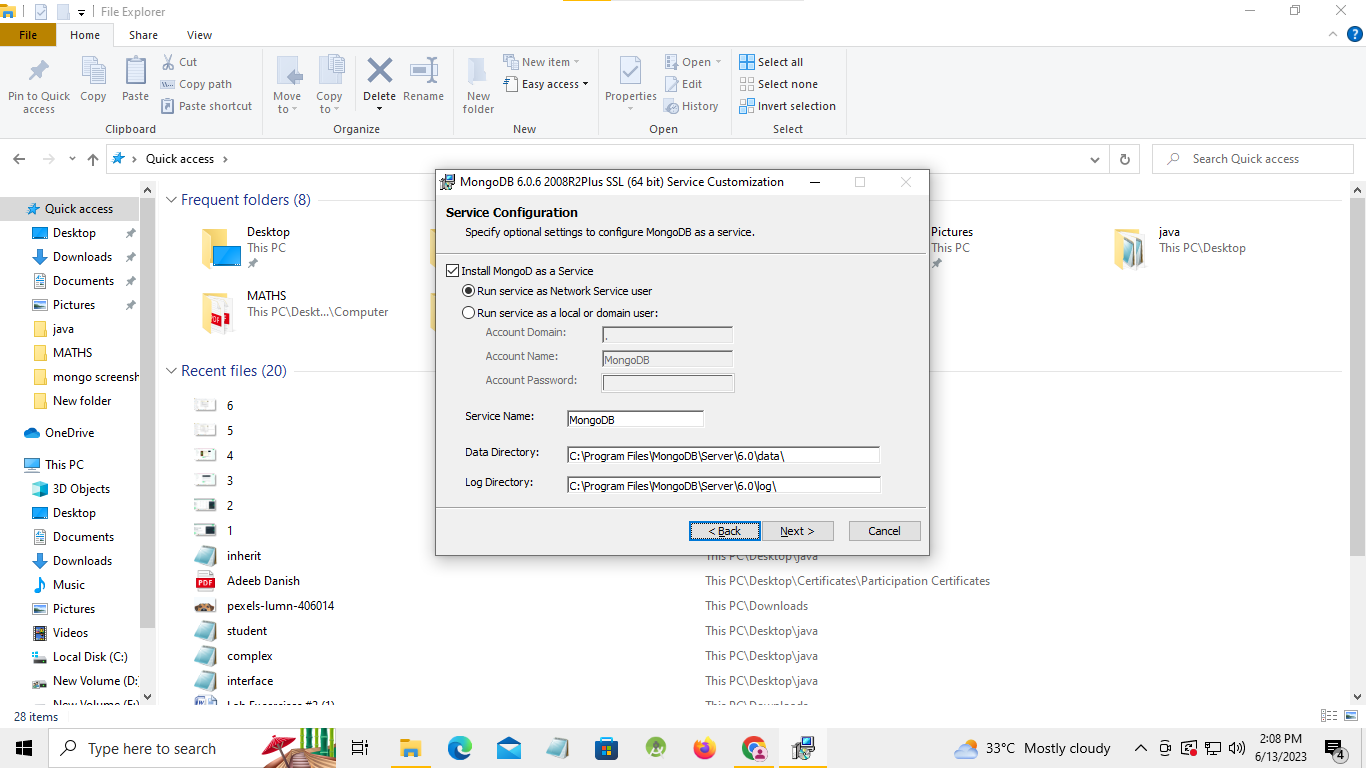 File Explorer
File Home Share View
Pin to Quick access
Copy
Paste
Cut
Copy path
Paste shortcut
Clipboard
Move to
Copy to
Delete
Rename
Organize
New folder
New item
Easy access
New
Properties
Open
Edit
History
Open
Select all
Select none
Invert selection
Select
Quick access
Search Quick access
Quick access
Desktop
Downloads
Documents
Pictures
java
MATHS
mongo screensh
New folder
OneDrive
This PC
3D Objects
Desktop
Documents
Downloads
Music
Pictures
Videos
Local Disk (C:)
New Volume (D:
Frequent folders (8)
Desktop
This PC
Pictures
This PC
java
This PC\Desktop
MATHS
This PC\Deskt...\Computer
Recent files (20)
6
5
4
3
2
1
inherit This PC\Desktop\java
Adeeb Danish This PC\Desktop\Certificates\Participation Certificates
pexels-lumn-406014 This PC\Downloads
student This PC\Desktop\java
complex This PC\Desktop\java
interface This PC\Desktop\java
MongoDB 6.0.6 2008R2Plus SSL (64 bit) Service Customization
Service Configuration
Specify optional settings to configure MongoDB as a service.
Install MongoD as a Service
Run service as Network Service user
Run service as a local or domain user:
Account Domain: .
Account Name: MongoDB
Account Password:
Service Name: MongoDB
Data Directory: C:\Program Files\MongoDB\Server\6.0\data\
Log Directory: C:\Program Files\MongoDB\Server\6.0\log\
< Back Next > Cancel
28 items
Type here to search
33°C Mostly cloudy
2:08 PM
6/13/2023
4